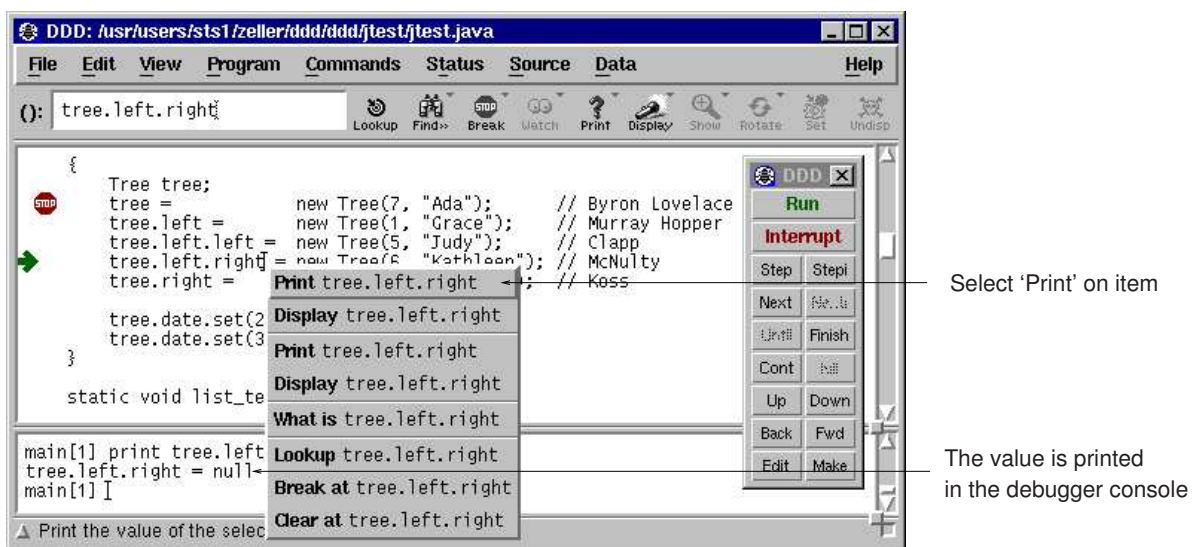 DDD: /usr/users/sts1/zeller/ddd/ddd/jtest/jtest.java
File Edit View Program Commands Status Source Data Help
(): tree.left.right
Lookup Find» Break Watch Print Display Show Rotate Set Undisp
{
Tree tree;
STOP tree = new Tree(7, "Ada"); // Byron Lovelace
tree.left = new Tree(1, "Grace"); // Murray Hopper
tree.left.left = new Tree(5, "Judy"); // Clapp
tree.left.right = new Tree(6, "Kathleen"); // McNulty
tree.right = ; // Koss
tree.date.set(2
tree.date.set(3
}
static void list_te
Print tree.left.right
Display tree.left.right
Print tree.left.right
Display tree.left.right
What is tree.left.right
Lookup tree.left.right
Break at tree.left.right
Clear at tree.left.right
DDD
Run
Interrupt
Step Stepi
Next
Until Finish
Cont Kill
Up Down
Back Fwd
Edit Make
main[1] print tree.left
tree.left.right = null
main[1]
Print the value of the selec
Select ‘Print’ on item
The value is printed
in the debugger console